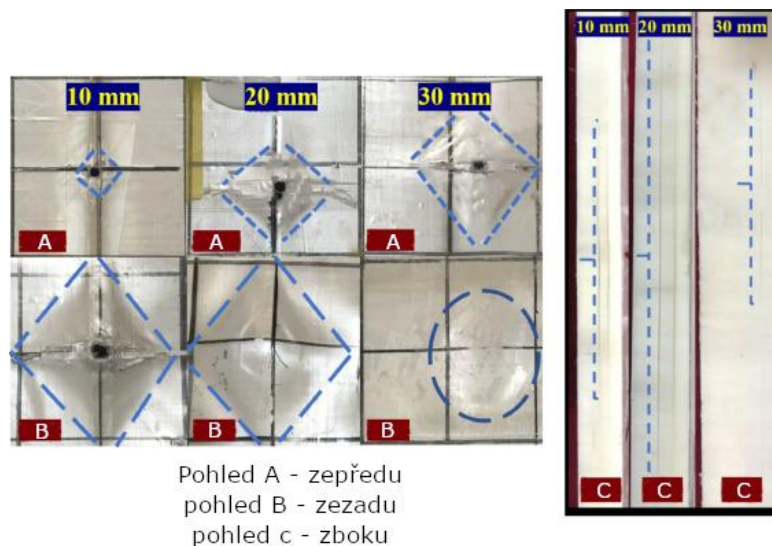 10 mm
20 mm
30 mm
A
A
A
B
B
B
10 mm
20 mm
30 mm
C
C
C
Pohled A - zepředu
pohled B - zezadu
pohled c - zboku